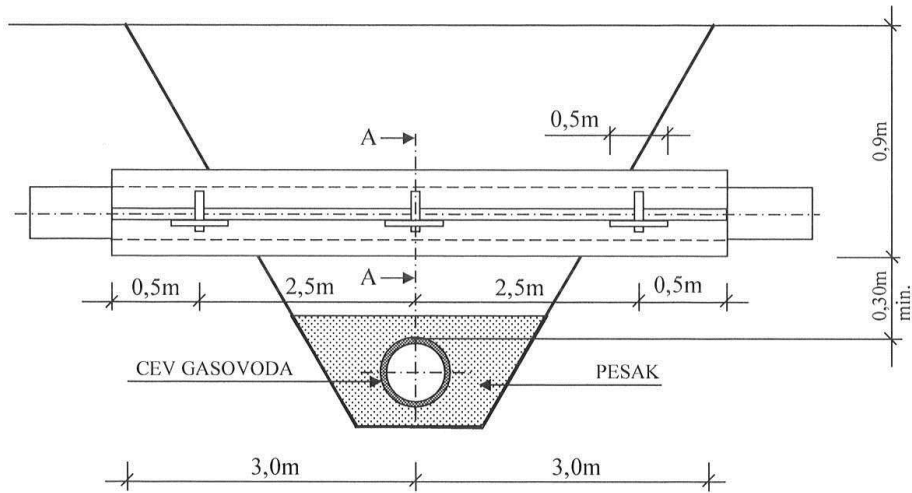 0,5m
A
0,9m
A
0,5m
2,5m
2,5m
0,5m
0,30m
min.
CEV GASOVODA
PESAK
3,0m
3,0m